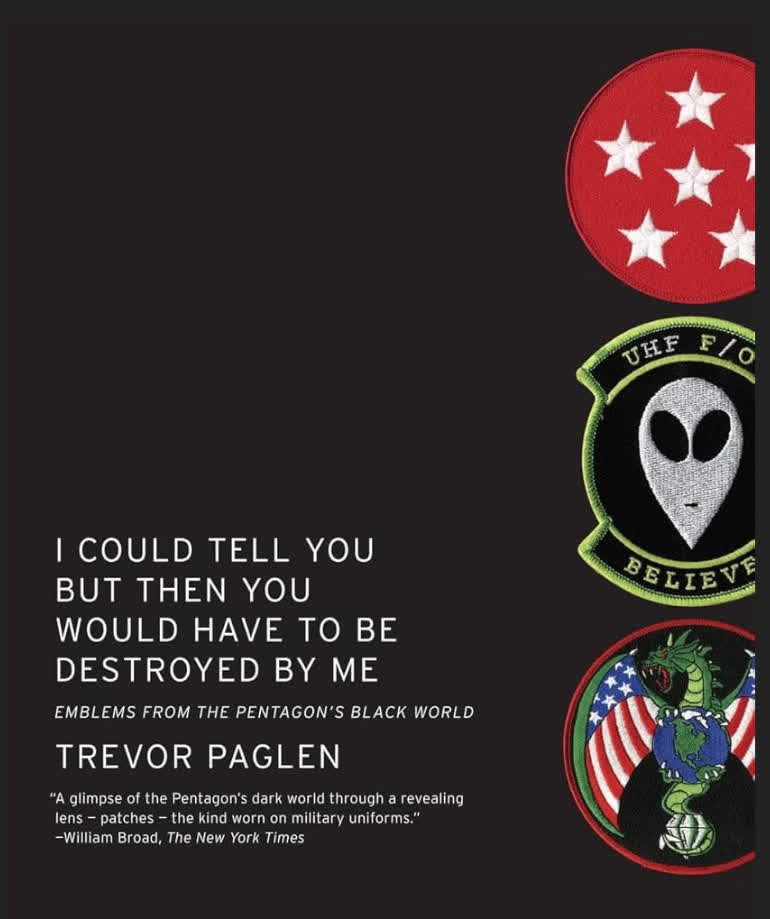 UHF F/O
BELIEVE
I COULD TELL YOU
BUT THEN YOU
WOULD HAVE TO BE
DESTROYED BY ME
EMBLEMS FROM THE PENTAGON'S BLACK WORLD
TREVOR PAGLEN
“A glimpse of the Pentagon's dark world through a revealing
lens – patches – the kind worn on military uniforms.”
–William Broad, The New York Times